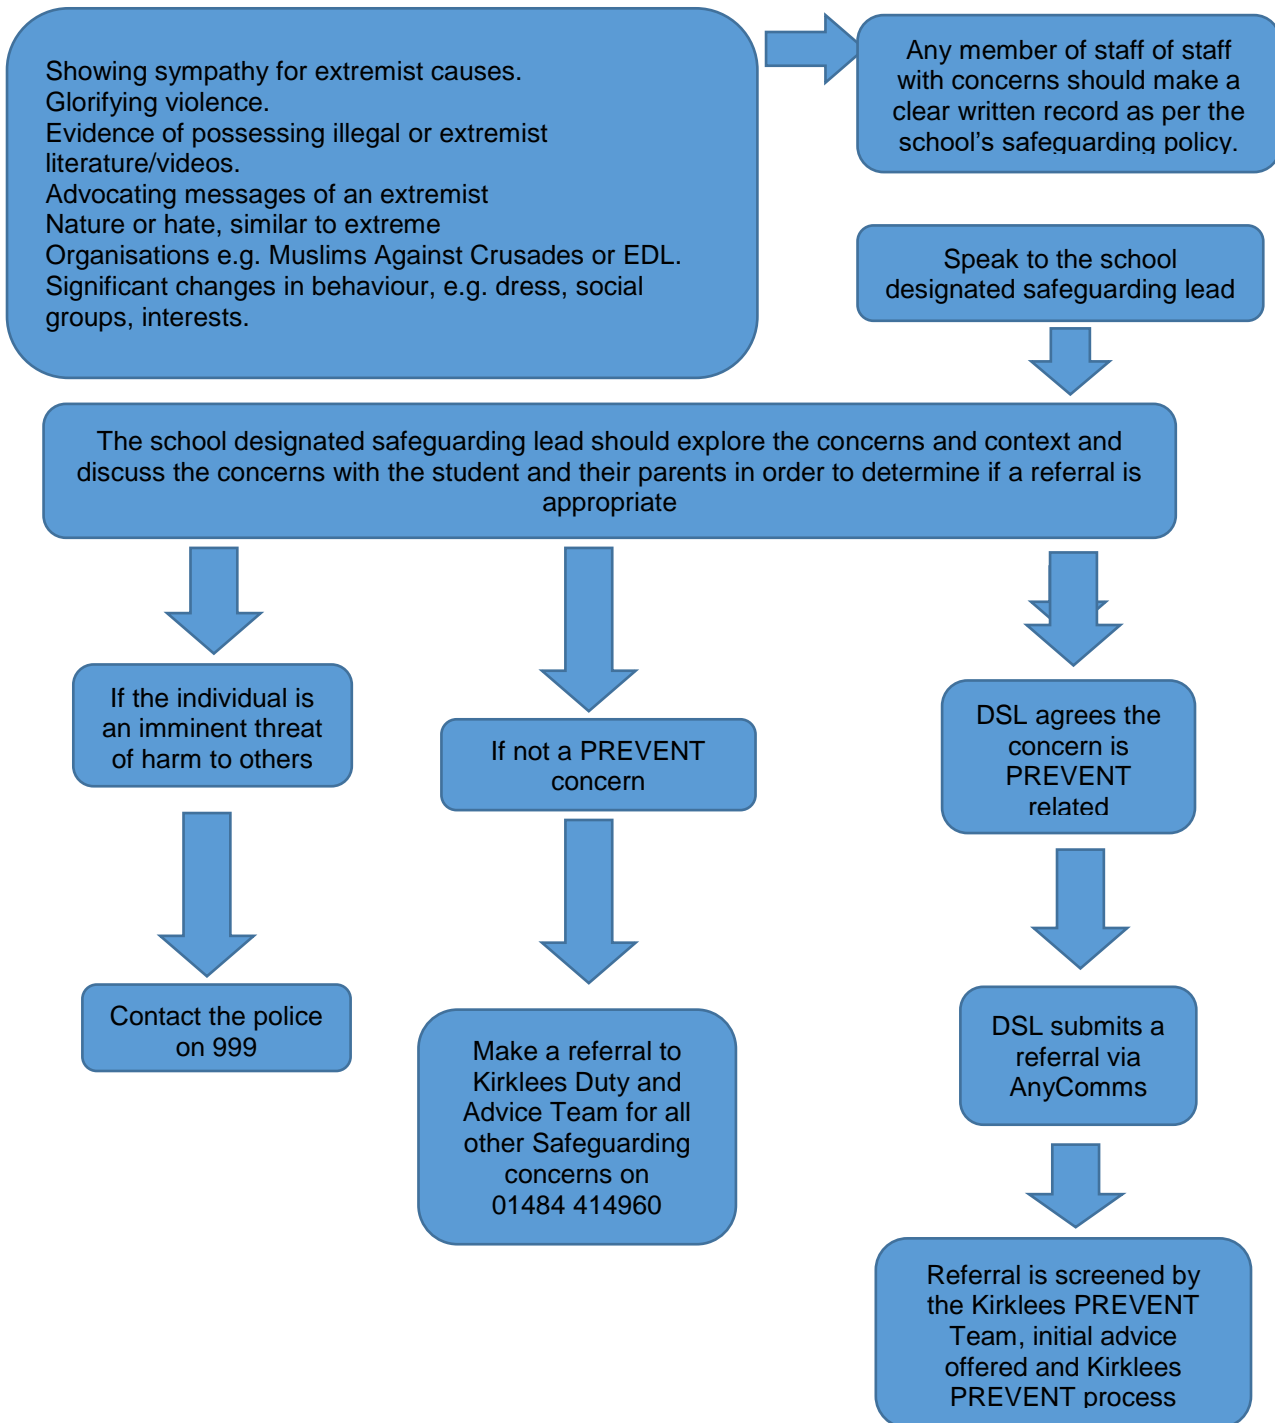 Showing sympathy for extremist causes.
Glorifying violence.
Evidence of possessing illegal or extremist
literature/videos.
Advocating messages of an extremist
Nature or hate, similar to extreme
Organisations e.g. Muslims Against Crusades or EDL.
Significant changes in behaviour, e.g. dress, social
groups, interests.
Any member of staff of staff
with concerns should make a
clear written record as per the
school’s safeguarding policy.
Speak to the school
designated safeguarding lead
The school designated safeguarding lead should explore the concerns and context and
discuss the concerns with the student and their parents in order to determine if a referral is
appropriate
If the individual is
an imminent threat
of harm to others
Contact the police
on 999
If not a PREVENT
concern
Make a referral to
Kirklees Duty and
Advice Team for all
other Safeguarding
concerns on
01484 414960
DSL agrees the
concern is
PREVENT
related
DSL submits a
referral via
AnyComms
Referral is screened by
the Kirklees PREVENT
Team, initial advice
offered and Kirklees
PREVENT process